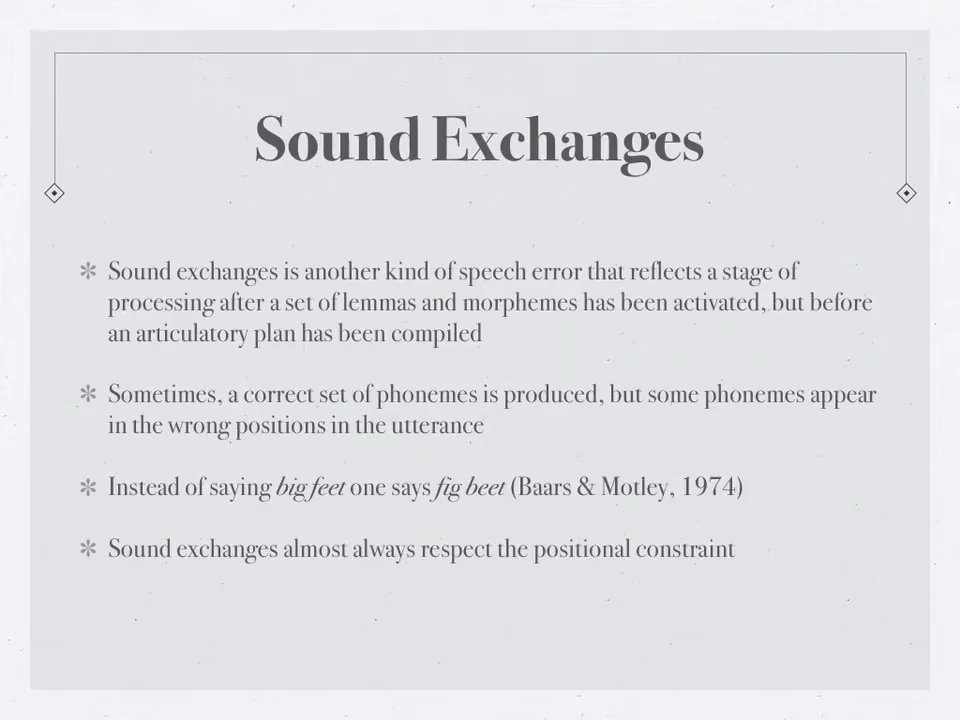 Sound Exchanges
✻ Sound exchanges is another kind of speech error that reflects a stage of
processing after a set of lemmas and morphemes has been activated, but before
an articulatory plan has been compiled
✻ Sometimes, a correct set of phonemes is produced, but some phonemes appear
in the wrong positions in the utterance
✻ Instead of saying big feet one says fig beet (Baars & Motley, 1974)
✻ Sound exchanges almost always respect the positional constraint